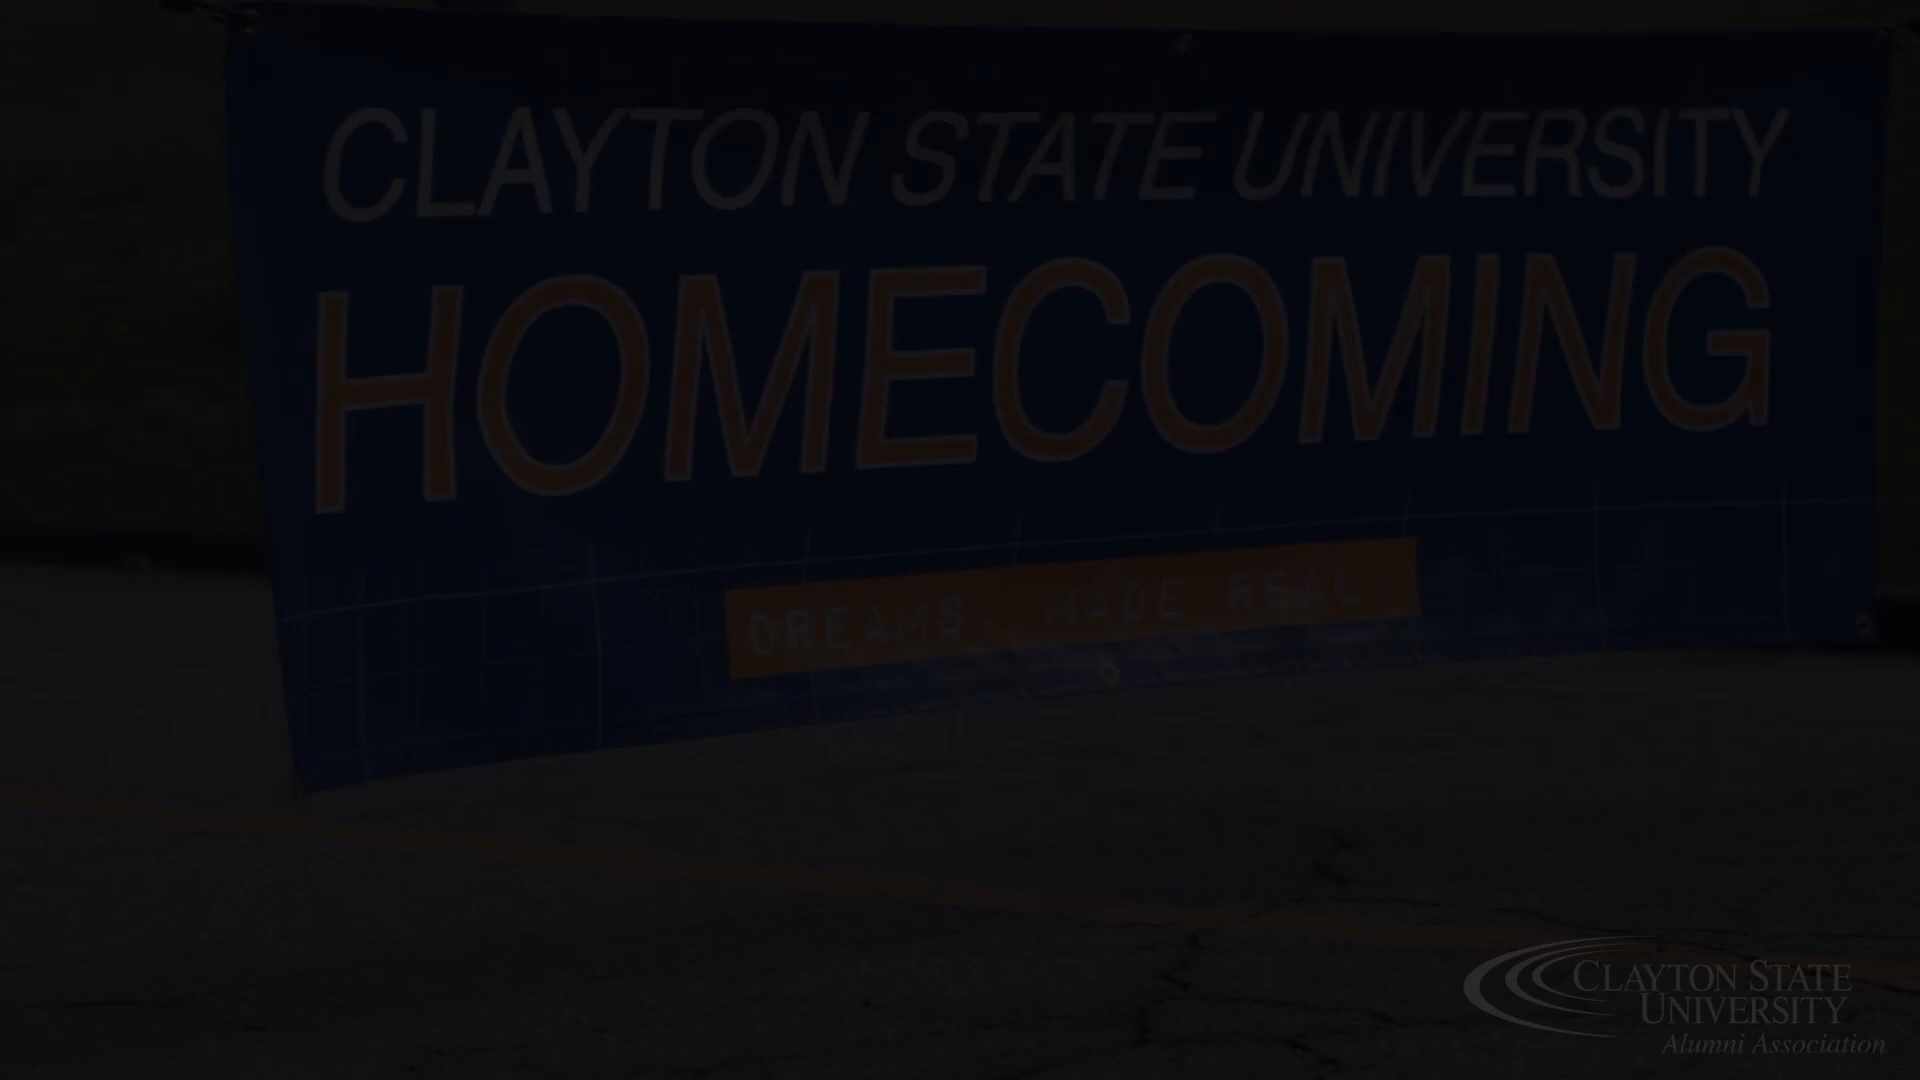 CLAYTON STATE UNIVERSITY
HOMECOMING
DREAMS. MADE REAL.
CLAYTON STATE
UNIVERSITY
Alumni Association